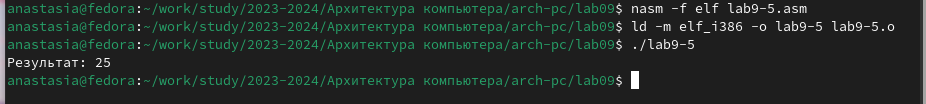 anastasia@fedora:~/work/study/2023-2024/Архитектура компьютера/arch-pc/lab09$ nasm -f elf lab9-5.asm
anastasia@fedora:~/work/study/2023-2024/Архитектура компьютера/arch-pc/lab09$ ld -m elf_i386 -o lab9-5 lab9-5.o
anastasia@fedora:~/work/study/2023-2024/Архитектура компьютера/arch-pc/lab09$ ./lab9-5
Результат: 25
anastasia@fedora:~/work/study/2023-2024/Архитектура компьютера/arch-pc/lab09$